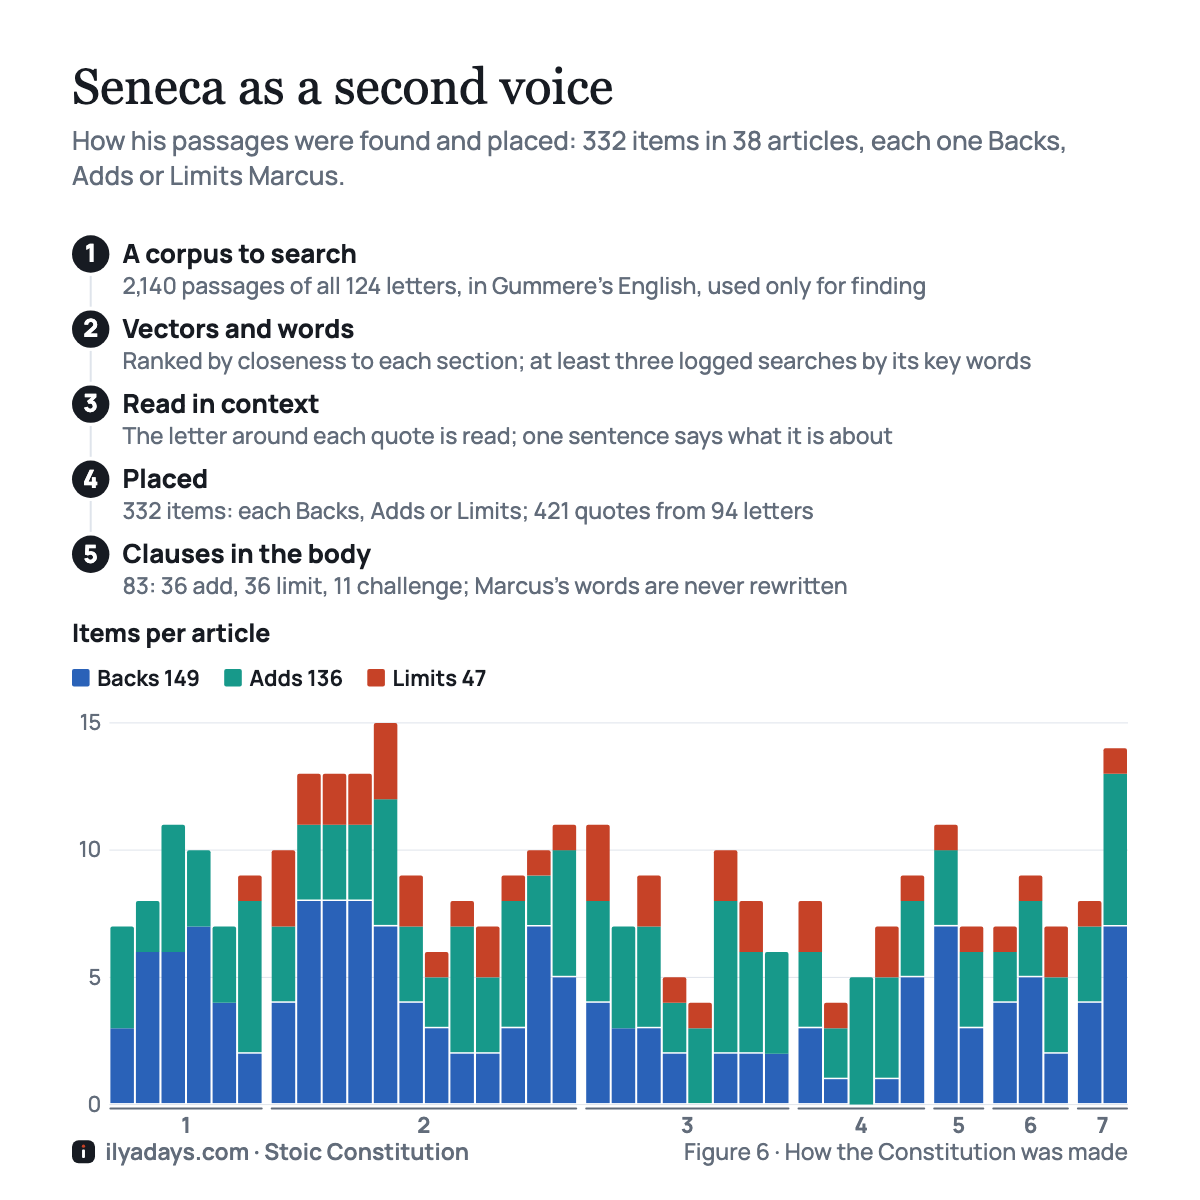 Seneca as a second voice
How his passages were found and placed: 332 items in 38 articles, each one Backs,
Adds or Limits Marcus.
1 A corpus to search
2,140 passages of all 124 letters, in Gummere’s English, used only for finding
2 Vectors and words
Ranked by closeness to each section; at least three logged searches by its key words
3 Read in context
The letter around each quote is read; one sentence says what it is about
4 Placed
332 items: each Backs, Adds or Limits; 421 quotes from 94 letters
5 Clauses in the body
83: 36 add, 36 limit, 11 challenge; Marcus’s words are never rewritten
Items per article
Backs 149 Adds 136 Limits 47
15
10
5
0
1 2 3 4 5 6 7
i ilyadays.com · Stoic Constitution Figure 6 · How the Constitution was made